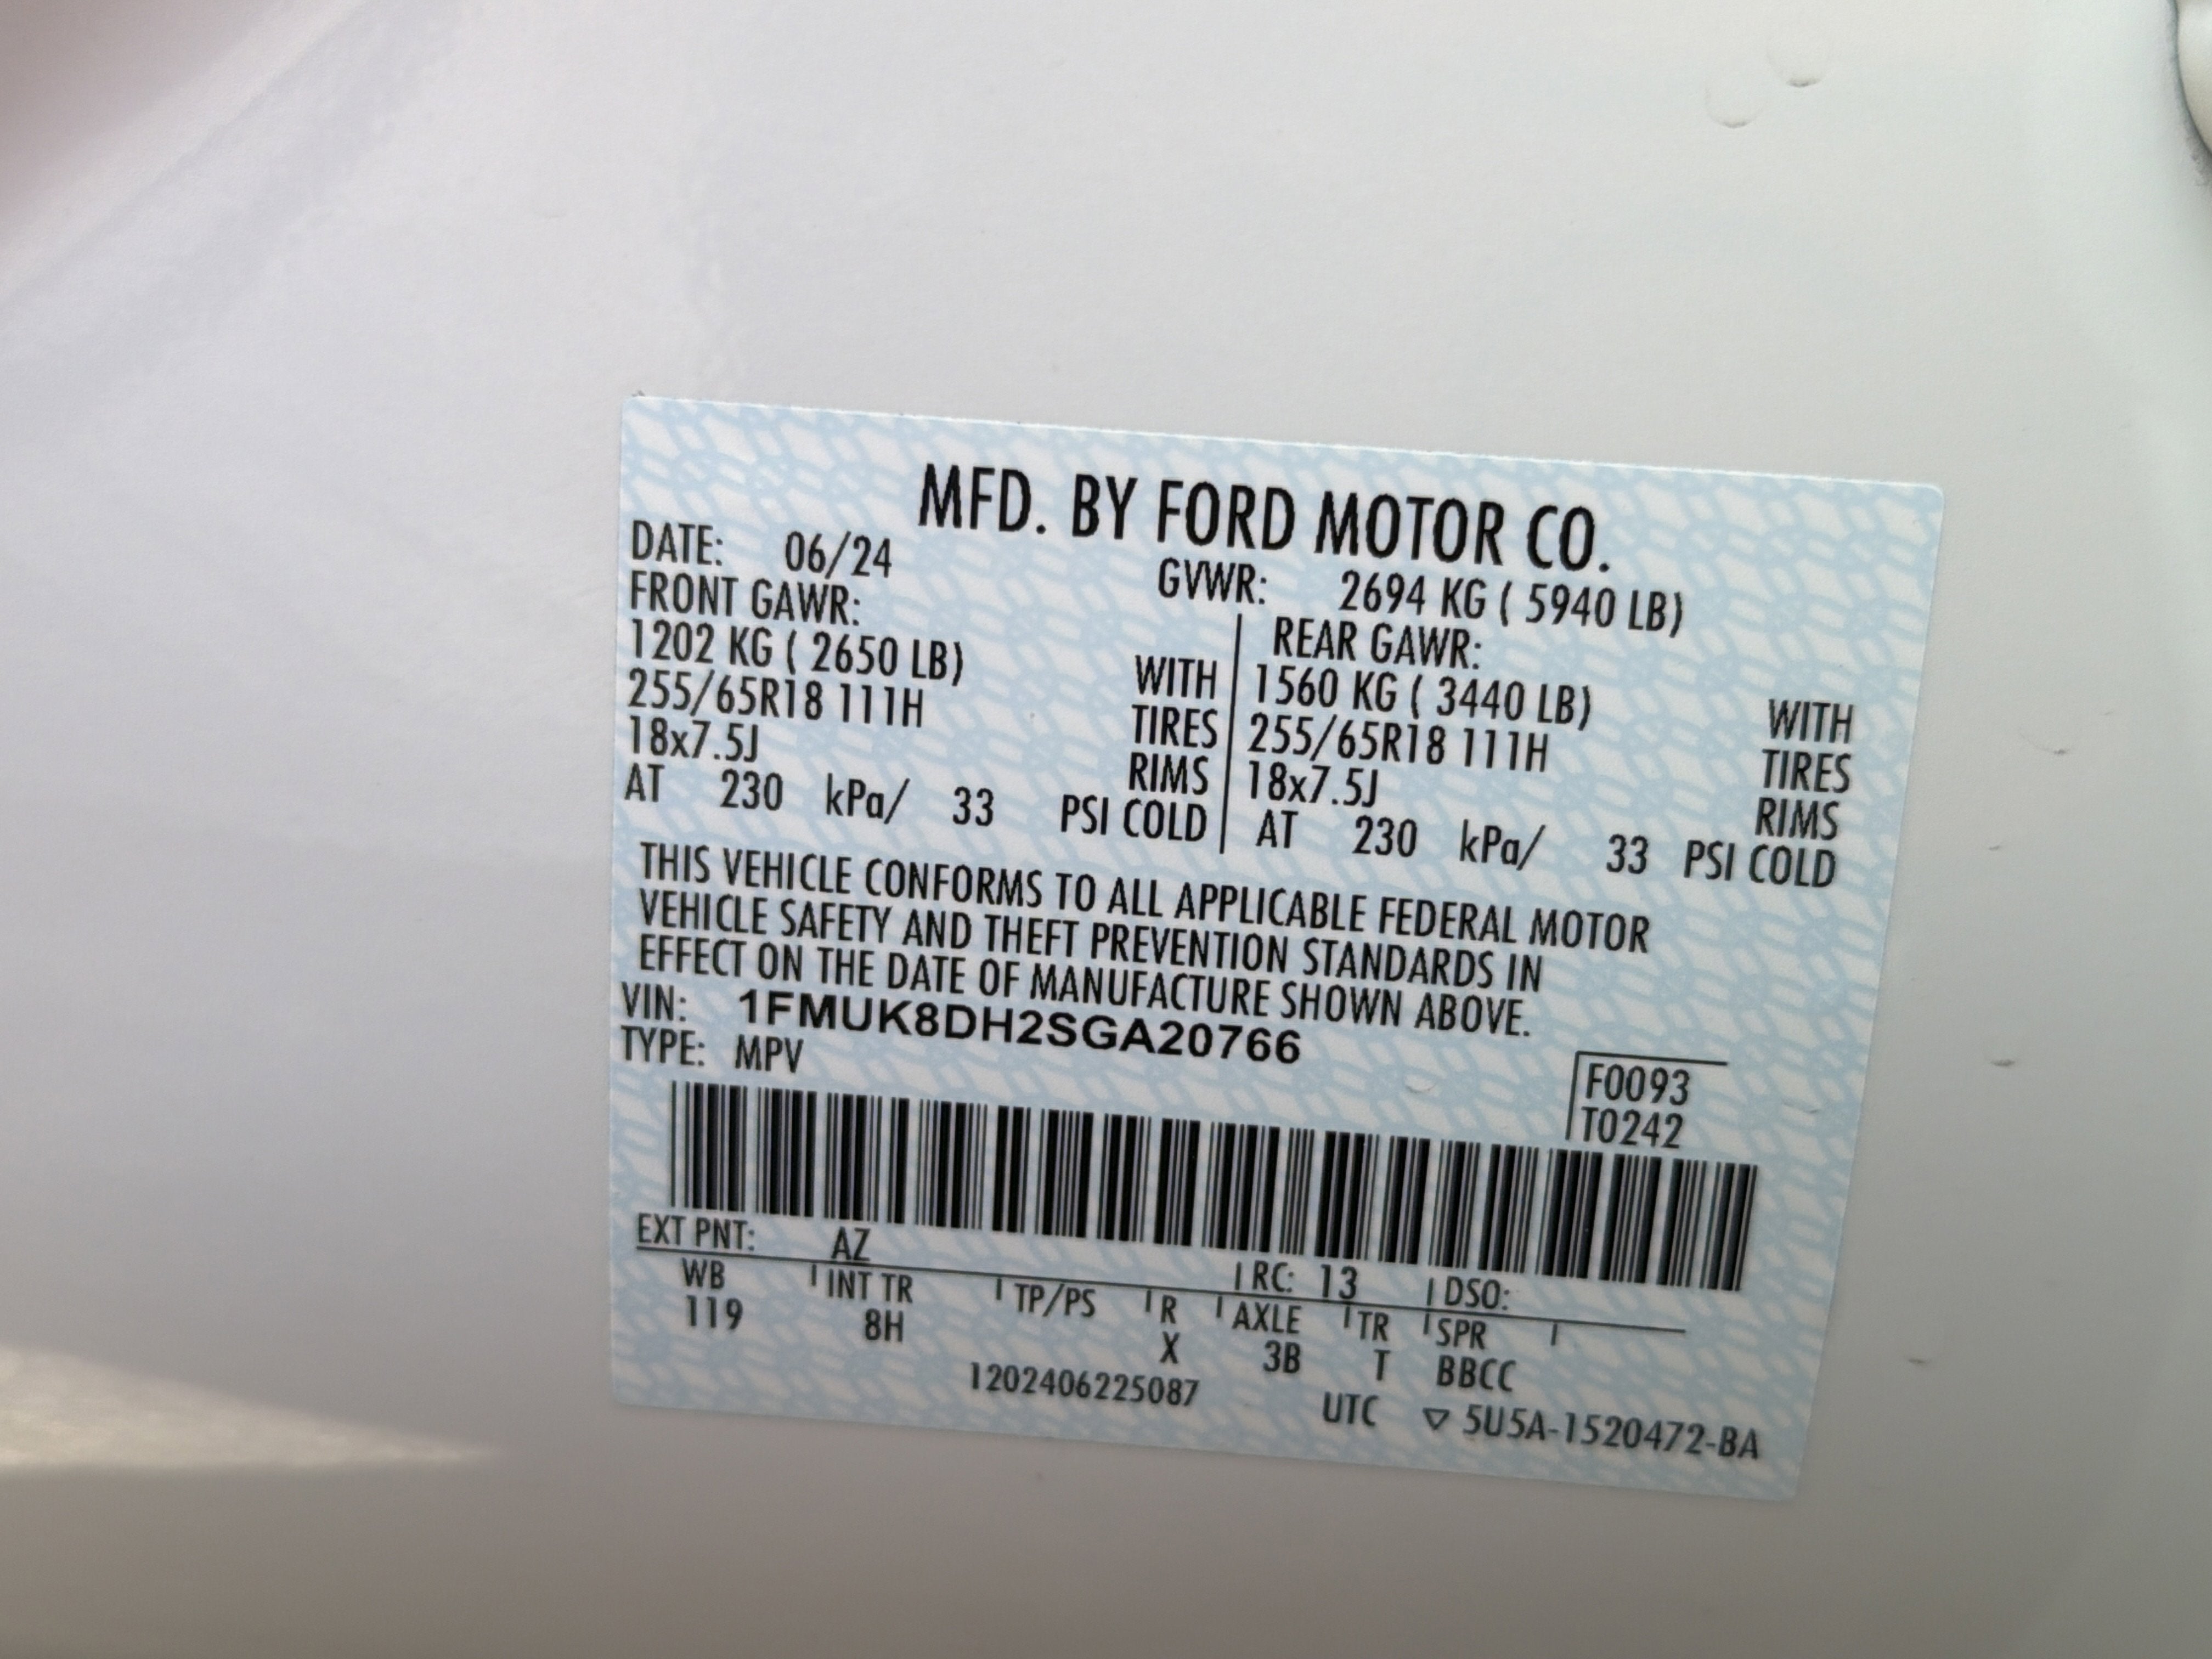 MFD. BY FORD MOTOR CO.
DATE: 06/24 GVWR: 2694 KG ( 5940 LB)
FRONT GAWR: REAR GAWR:
1202 KG ( 2650 LB) WITH 1560 KG ( 3440 LB) WITH
255/65R18 111H TIRES 255/65R18 111H TIRES
18x7.5J RIMS 18x7.5J RIMS
AT 230 kPa/ 33 PSI COLD AT 230 kPa/ 33 PSI COLD
THIS VEHICLE CONFORMS TO ALL APPLICABLE FEDERAL MOTOR
VEHICLE SAFETY AND THEFT PREVENTION STANDARDS IN
EFFECT ON THE DATE OF MANUFACTURE SHOWN ABOVE.
VIN: 1FMUK8DH2SGA20766
TYPE: MPV
F0093
T0242
EXT PNT: AZ RC: 13 DSO:
WB INT TR TP/PS R AXLE TR SPR
119 8H X 3B T BBCC
1202406225087 UTC ▽ 5U5A-1520472-BA